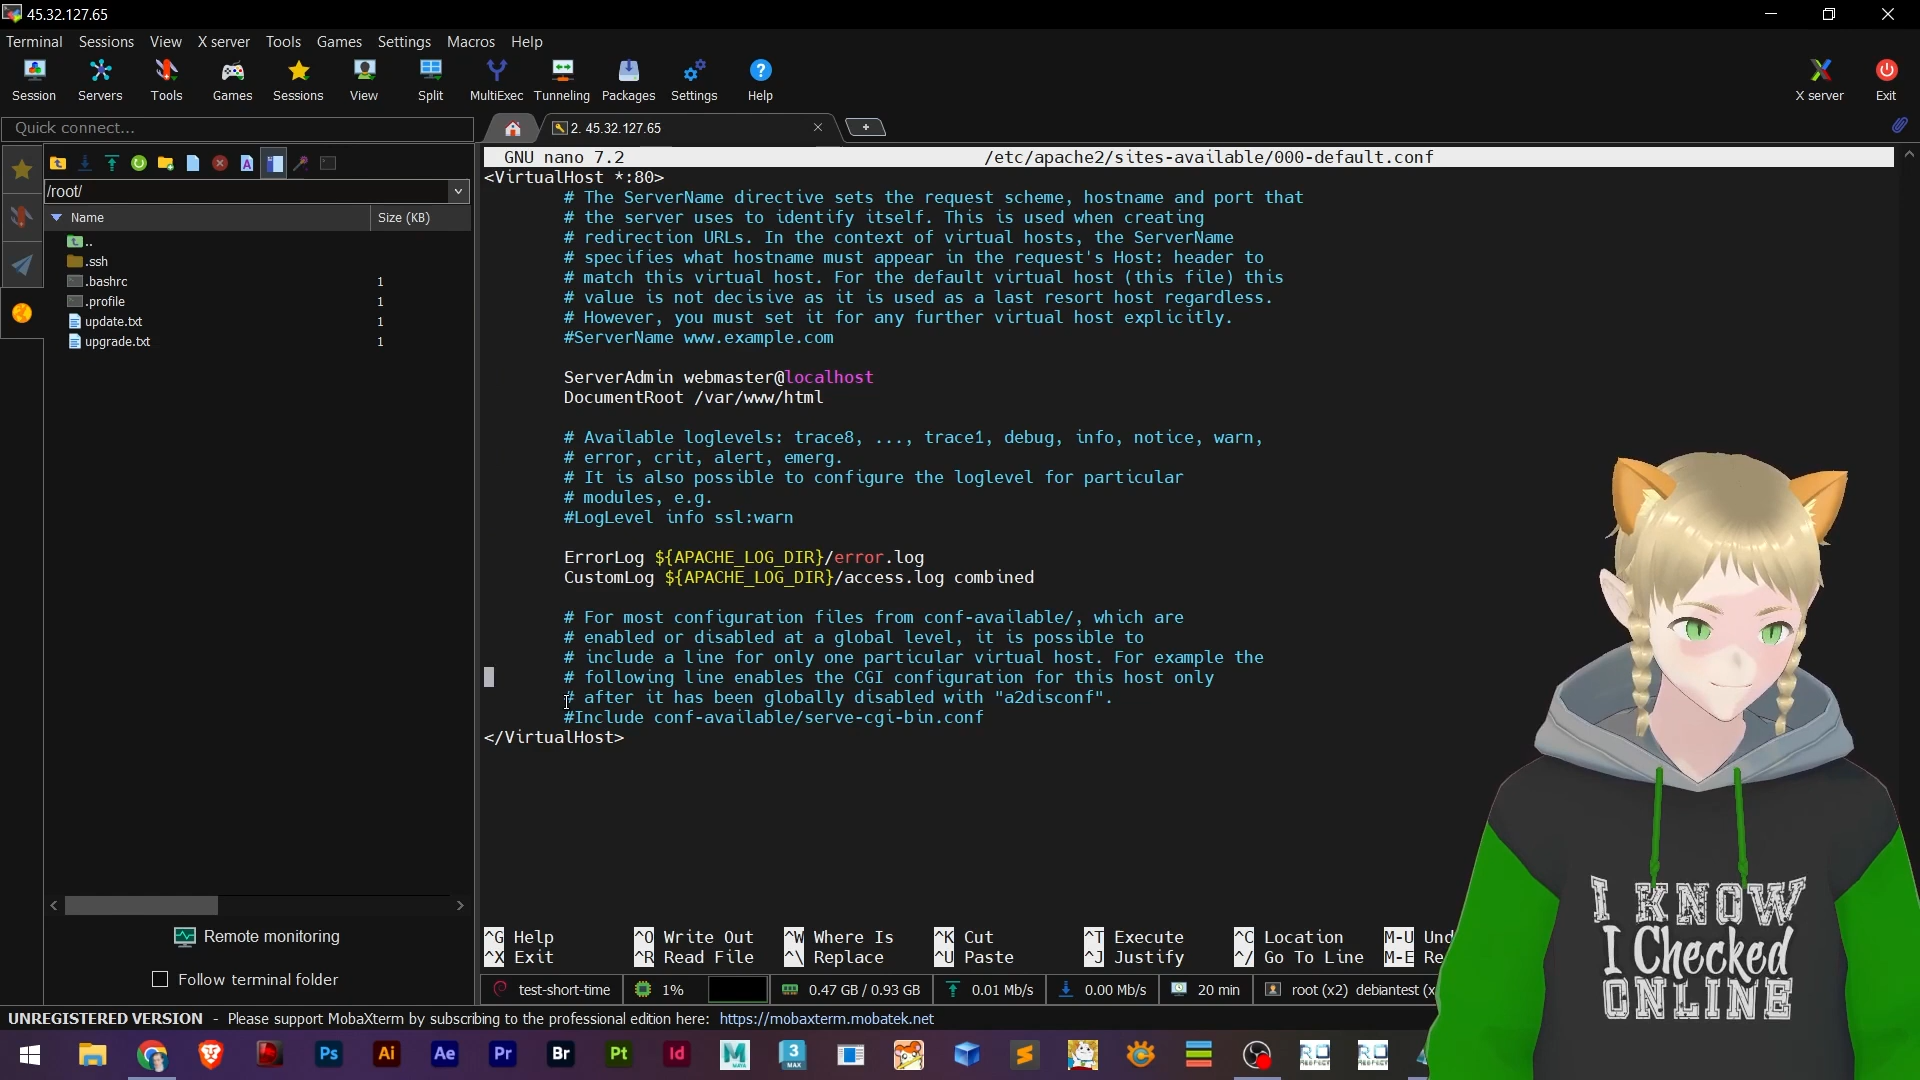 45.32.127.65
Terminal Sessions View X server Tools Games Settings Macros Help
Session Servers Tools Games Sessions View Split MultiExec Tunneling Packages Settings Help X server Exit
Quick connect...
2. 45.32.127.65
/root/
Name Size (KB)
..
.ssh
.bashrc 1
.profile 1
update.txt 1
upgrade.txt 1
Remote monitoring
Follow terminal folder
GNU nano 7.2 /etc/apache2/sites-available/000-default.conf
<VirtualHost *:80>
# The ServerName directive sets the request scheme, hostname and port that
# the server uses to identify itself. This is used when creating
# redirection URLs. In the context of virtual hosts, the ServerName
# specifies what hostname must appear in the request's Host: header to
# match this virtual host. For the default virtual host (this file) this
# value is not decisive as it is used as a last resort host regardless.
# However, you must set it for any further virtual host explicitly.
#ServerName www.example.com
ServerAdmin webmaster@localhost
DocumentRoot /var/www/html
# Available loglevels: trace8, ..., trace1, debug, info, notice, warn,
# error, crit, alert, emerg.
# It is also possible to configure the loglevel for particular
# modules, e.g.
#LogLevel info ssl:warn
ErrorLog ${APACHE_LOG_DIR}/error.log
CustomLog ${APACHE_LOG_DIR}/access.log combined
# For most configuration files from conf-available/, which are
# enabled or disabled at a global level, it is possible to
# include a line for only one particular virtual host. For example the
# following line enables the CGI configuration for this host only
# after it has been globally disabled with "a2disconf".
#Include conf-available/serve-cgi-bin.conf
</VirtualHost>
^G Help ^O Write Out ^W Where Is ^K Cut ^T Execute ^C Location M-U Und
^X Exit ^R Read File ^\ Replace ^U Paste ^J Justify ^/ Go To Line M-E Re
test-short-time 1% 0.47 GB / 0.93 GB 0.01 Mb/s 0.00 Mb/s 20 min root (x2) debiantest (x
UNREGISTERED VERSION - Please support MobaXterm by subscribing to the professional edition here: https://mobaxterm.mobatek.net
Ps Ai Ae Pr Br Pt Id M 3
MAYA MAX
I KNOW
I Checked
ONLINE